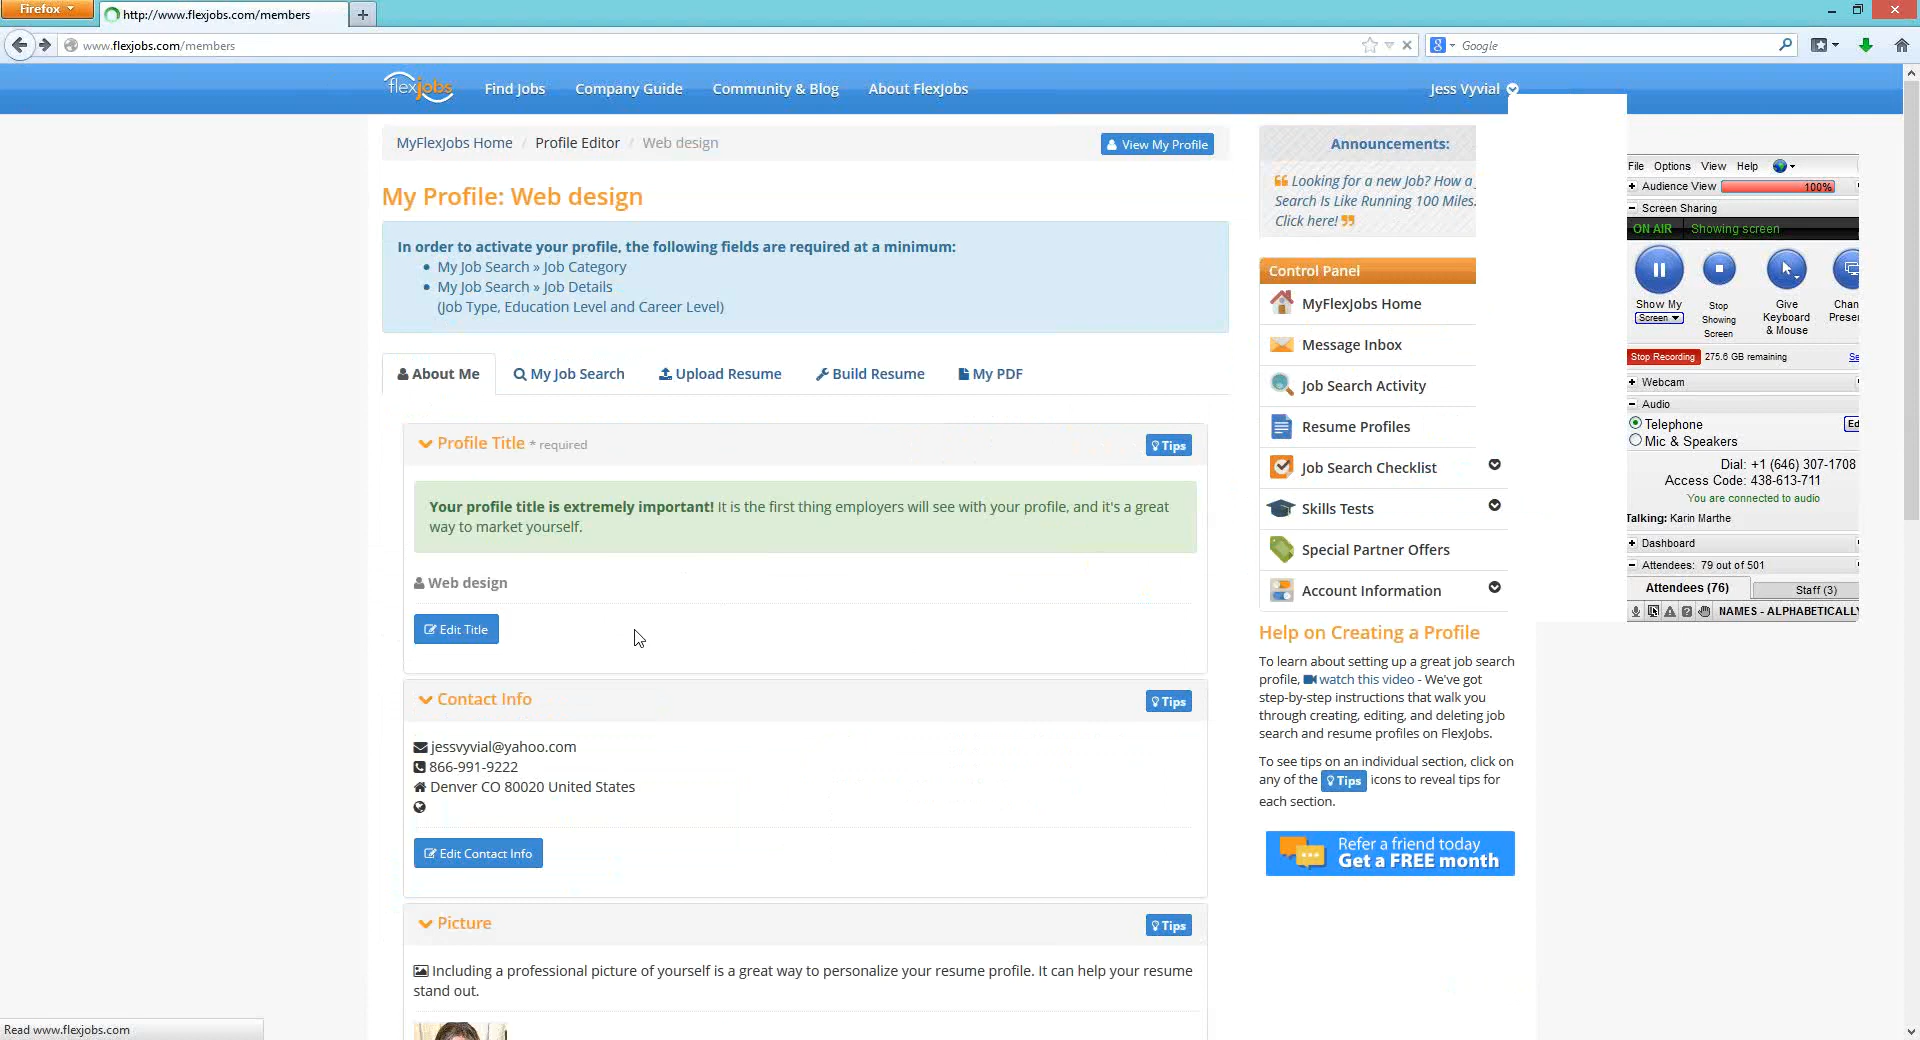 Firefox
http://www.flexjobs.com/members
www.flexjobs.com/members
Google
flexjobs
Find Jobs
Company Guide
Community & Blog
About FlexJobs
Jess Vyvial
MyFlexJobs Home / Profile Editor / Web design
View My Profile
My Profile: Web design
In order to activate your profile, the following fields are required at a minimum:
• My Job Search » Job Category
• My Job Search » Job Details
(Job Type, Education Level and Career Level)
About Me
My Job Search
Upload Resume
Build Resume
My PDF
Profile Title * required
Tips
Your profile title is extremely important! It is the first thing employers will see with your profile, and it's a great
way to market yourself.
Web design
Edit Title
Contact Info
Tips
jessvyvial@yahoo.com
866-991-9222
Denver CO 80020 United States
Edit Contact Info
Picture
Tips
Including a professional picture of yourself is a great way to personalize your resume profile. It can help your resume
stand out.
Read www.flexjobs.com
Announcements:
Looking for a new Job? How a
Search Is Like Running 100 Miles.
Click here!
Control Panel
MyFlexJobs Home
Message Inbox
Job Search Activity
Resume Profiles
Job Search Checklist
Skills Tests
Special Partner Offers
Account Information
Help on Creating a Profile
To learn about setting up a great job search
profile, watch this video - We've got
step-by-step instructions that walk you
through creating, editing, and deleting job
search and resume profiles on FlexJobs.
To see tips on an individual section, click on
any of the Tips icons to reveal tips for
each section.
Refer a friend today
Get a FREE month
File Options View Help
Audience View 100%
Screen Sharing
ON AIR Showing screen
Show My
Screen
Stop
Showing
Screen
Give
Keyboard
& Mouse
Chan
Prese
Stop Recording 275.6 GB remaining Se
Webcam
Audio
Telephone Ed
Mic & Speakers
Dial: +1 (646) 307-1708
Access Code: 438-613-711
You are connected to audio
Talking: Karin Marthe
Dashboard
Attendees: 79 out of 501
Attendees (76)
Staff (3)
NAMES - ALPHABETICALLY